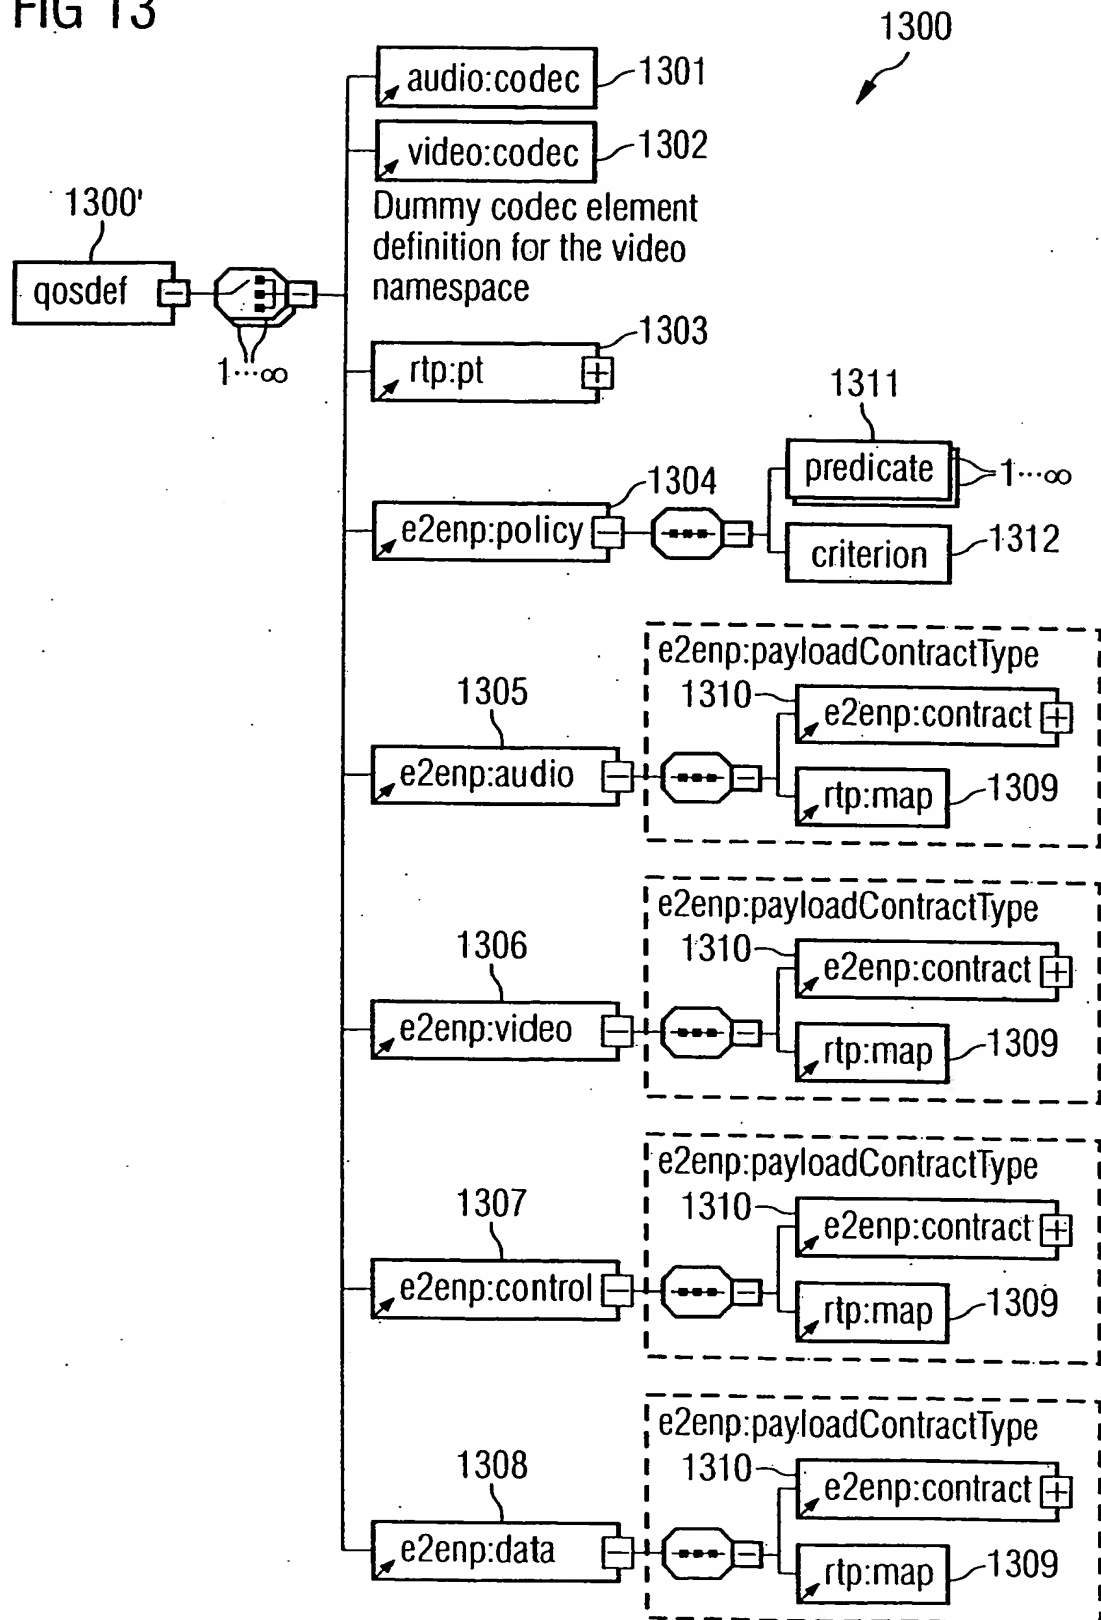 FIG 13
1300
audio:codec
1301
video:codec
1302
Dummy codec element
definition for the video
namespace
1300'
qosdef
1···∞
rtp:pt
1303
1311
predicate
1···∞
e2enp:policy
1304
criterion
1312
e2enp:payloadContractType
1305
1310
e2enp:contract
e2enp:audio
rtp:map
1309
e2enp:payloadContractType
1306
1310
e2enp:contract
e2enp:video
rtp:map
1309
e2enp:payloadContractType
1307
1310
e2enp:contract
e2enp:control
rtp:map
1309
e2enp:payloadContractType
1308
1310
e2enp:contract
e2enp:data
rtp:map
1309